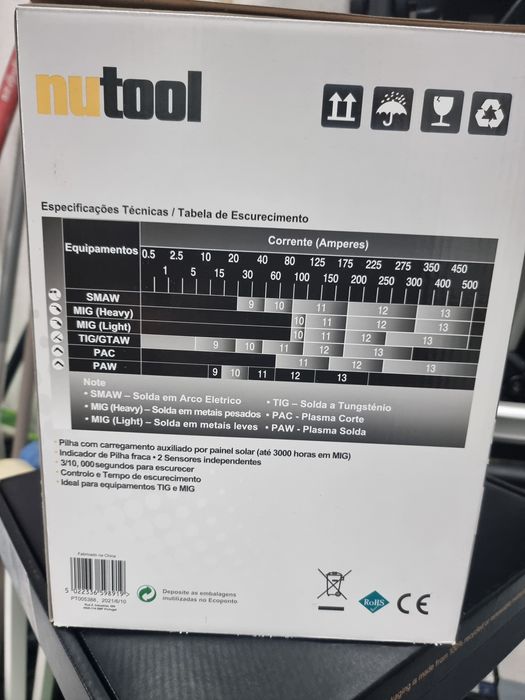 nutool
Especificações Técnicas / Tabela de Escurecimento
Equipamentos
Corrente (Amperes)
0.5 2.5 10 20 40 80 125 175 225 275 350 450
1 5 15 30 60 100 150 200 250 300 400 500
SMAW 9 10 11 12 13
MIG (Heavy) 10 11 12 13
MIG (Light) 10 11 12 13
TIG/GTAW 9 10 11 12 13
PAC 11 12 13
PAW 9 10 11 12 13
Note
• SMAW – Solda em Arco Eletrico • TIG – Solda a Tungsténio
• MIG (Heavy) – Solda em metais pesados • PAC - Plasma Corte
• MIG (Light) – Solda em metais leves • PAW - Plasma Solda
· Pilha com carregamento auxiliado por painel solar (até 3000 horas em MIG)
· Indicador de Pilha fraca • 2 Sensores independentes
· 3/10, 000segundos para escurecer
· Controlo e Tempo de escurecimento
· Ideal para equipamentos TIG e MIG
Fabricado na China
5 022336 598919
PT005388 2021/6/10
Deposite as embalagens
inutilizadas no Ecoponto
RoHS
CE